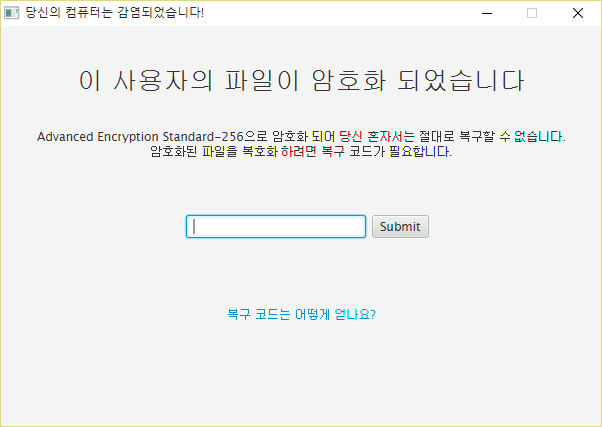 당신의 컴퓨터는 감염되었습니다!
이 사용자의 파일이 암호화 되었습니다
Advanced Encryption Standard-256으로 암호화 되어 당신 혼자서는 절대로 복구할 수 없습니다.
암호화된 파일을 복호화 하려면 복구 코드가 필요합니다.
Submit
복구 코드는 어떻게 얻나요?